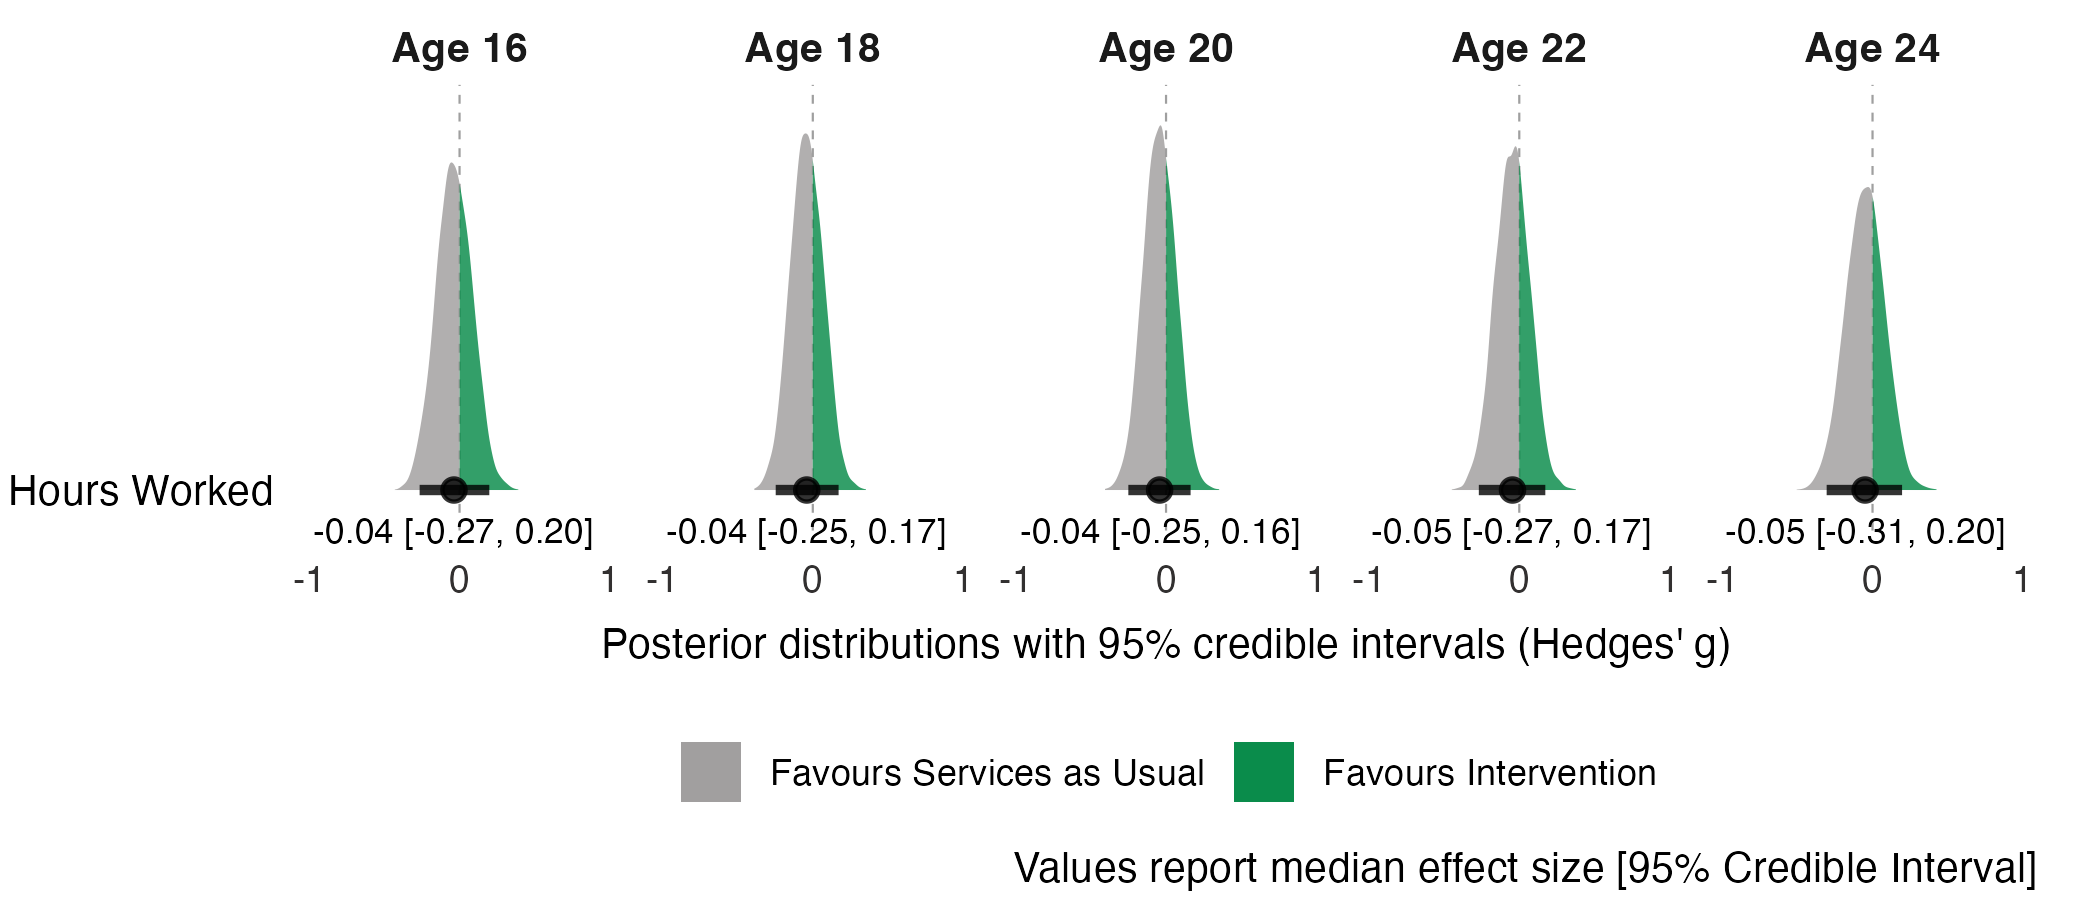 Age 16 Age 18 Age 20 Age 22 Age 24
Hours Worked
-0.04 [-0.27, 0.20] -0.04 [-0.25, 0.17] -0.04 [-0.25, 0.16] -0.05 [-0.27, 0.17] -0.05 [-0.31, 0.20]
-1 0 1 -1 0 1 -1 0 1 -1 0 1 -1 0 1
Posterior distributions with 95% credible intervals (Hedges' g)
Favours Services as Usual Favours Intervention
Values report median effect size [95% Credible Interval]